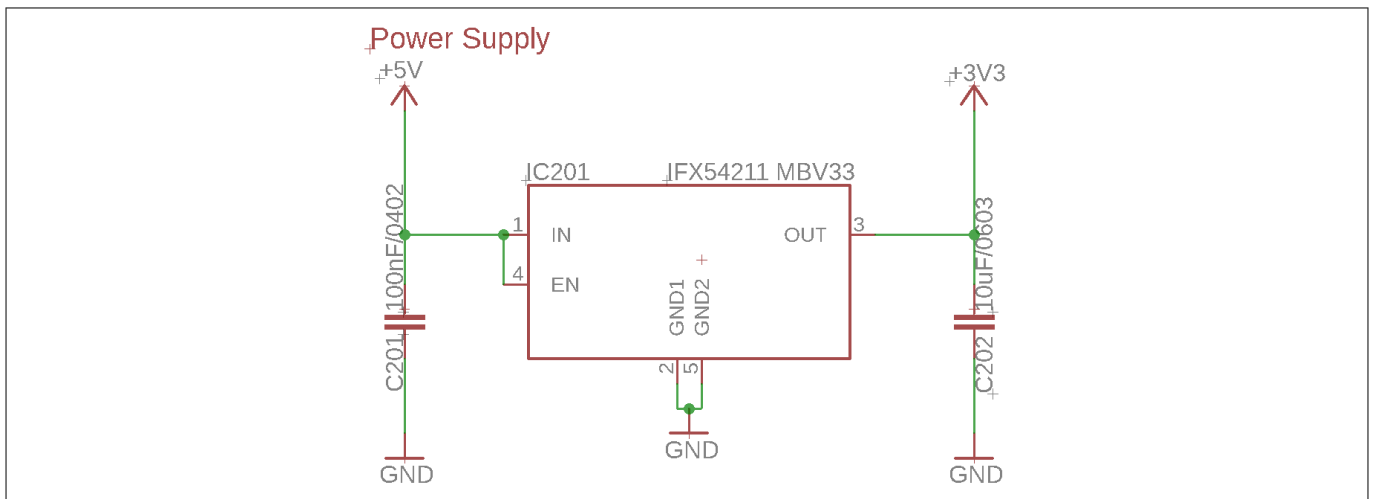 Power Supply
+5V
+3V3
IC201
IFX54211 MBV33
100nF/0402
C201
1
IN
4
EN
OUT
3
GND1
GND2
2
5
10uF/0603
C202
GND
GND
GND